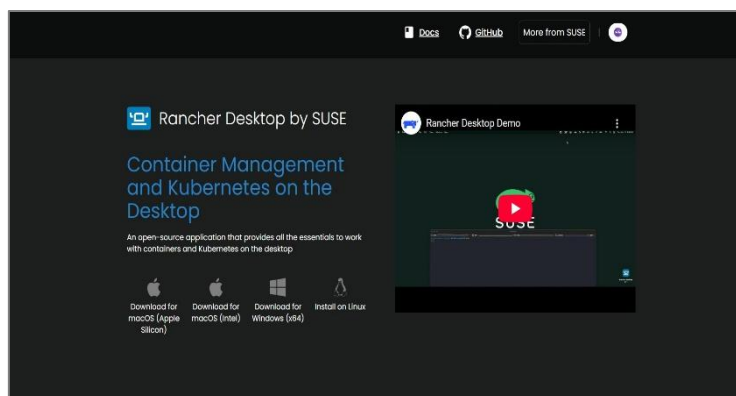 Docs GitHub More from SUSE
Rancher Desktop by SUSE
Container Management
and Kubernetes on the
Desktop
An open-source application that provides all the essentials to work
with containers and Kubernetes on the desktop
Download for
macOS (Apple
Silicon)
Download for
macOS (Intel)
Download for
Windows (x64)
Install on Linux
Rancher Desktop Demo
SUSE